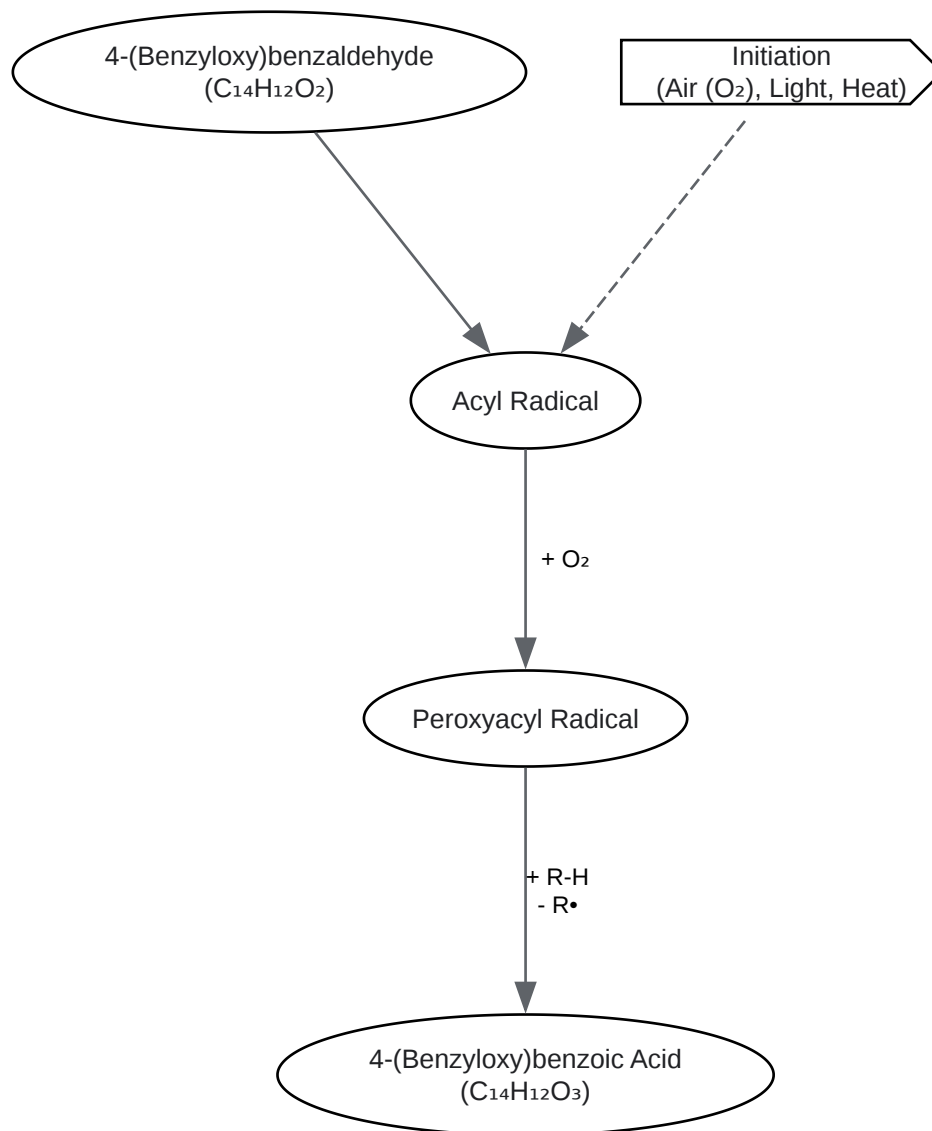 4-(Benzyloxy)benzaldehyde
(C₁₄H₁₂O₂)
Initiation
(Air (O₂), Light, Heat)
Acyl Radical
+ O₂
Peroxyacyl Radical
+ R-H
- R•
4-(Benzyloxy)benzoic Acid
(C₁₄H₁₂O₃)